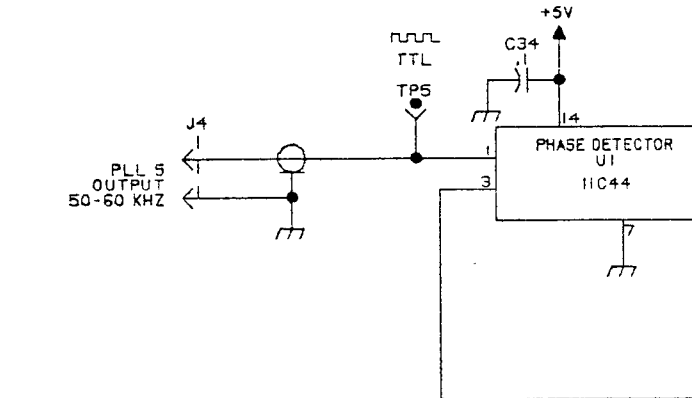 +5V
C34
TTL
TP5
J4
14
PLL 5
OUTPUT
50-60 KHZ
1
3
PHASE DETECTOR
U1
11C44
7